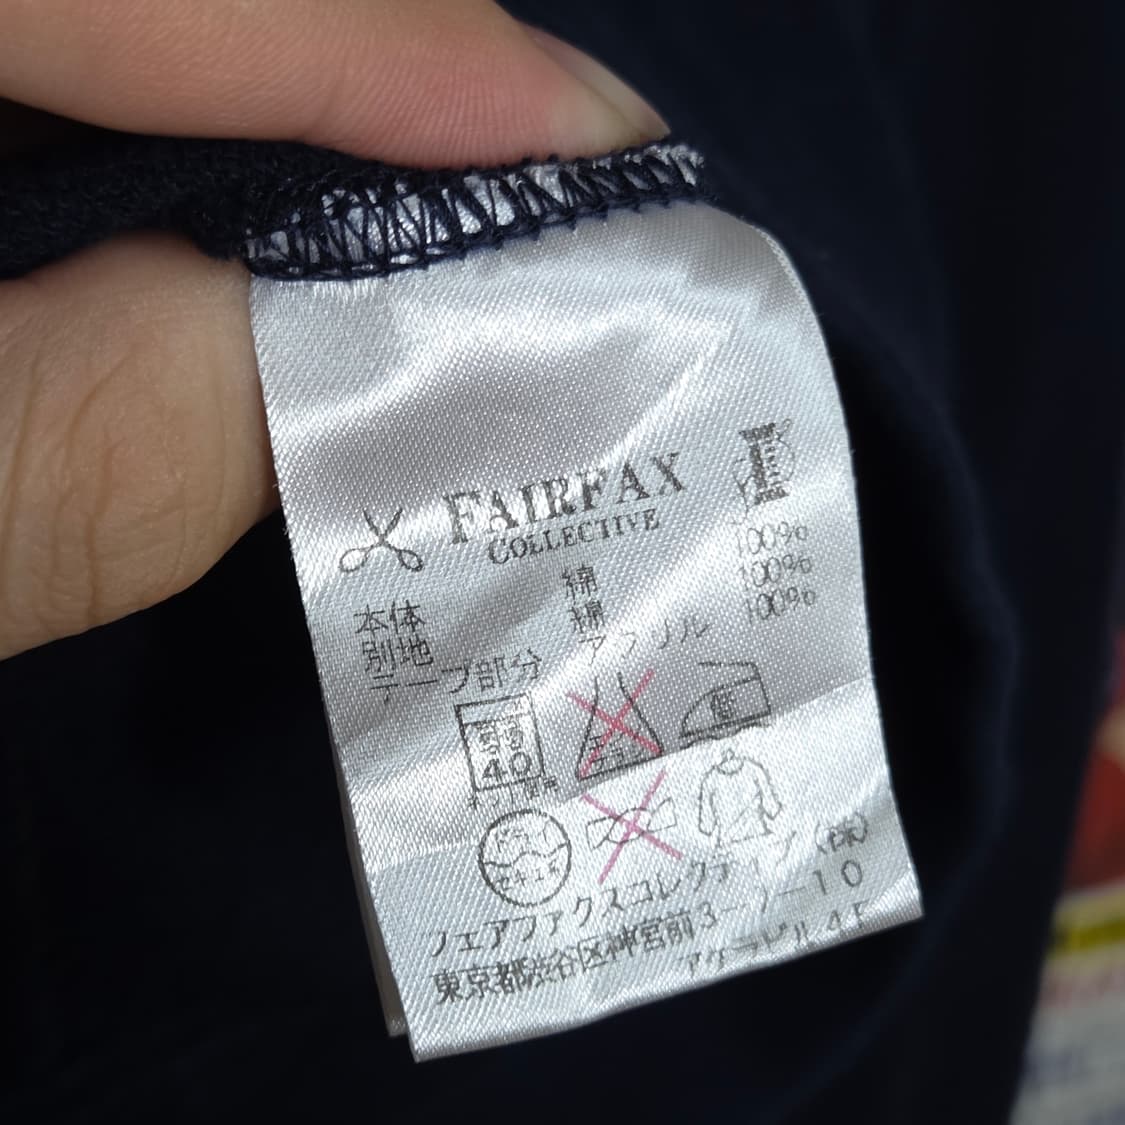 FAIRFAX
COLLECTIVE
本体 綿 100%
別地 綿 100%
テープ部分 アクリル 100%
40
フェアファクスコレクティブ(株)
東京都渋谷区神宮前3-
-10
4F